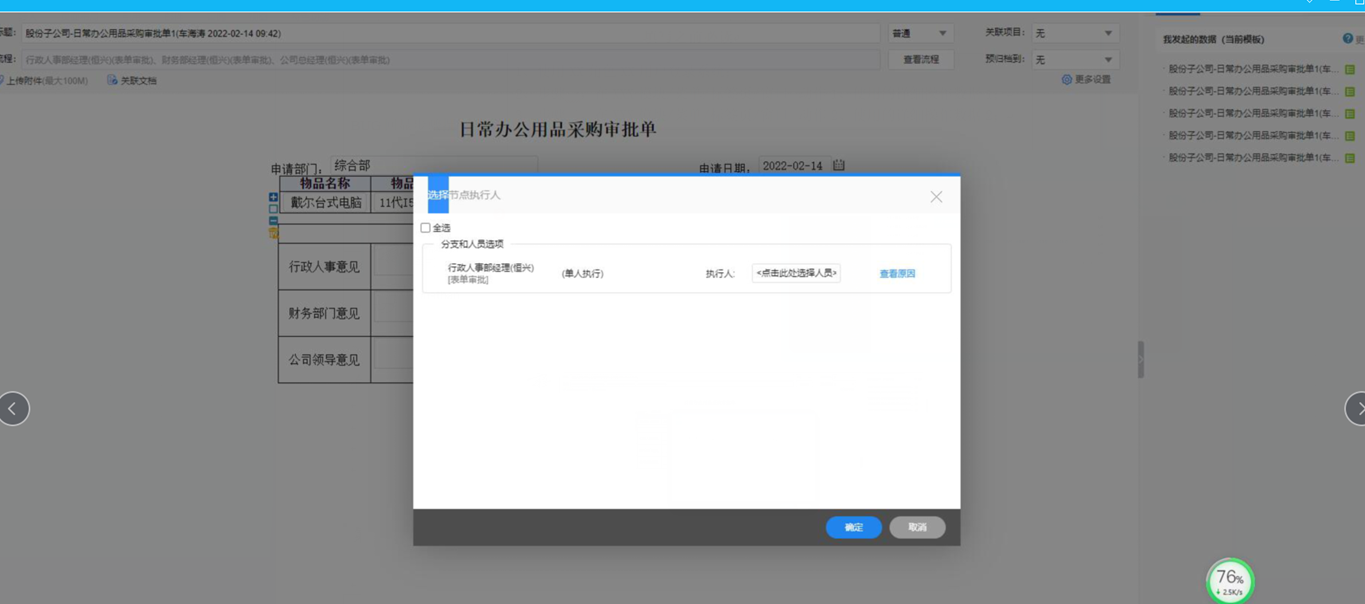 股份子公司-日常办公用品采购审批单1(车海涛 2022-02-14 09:42)
普通
关联项目: 无
行政人事部经理(恒兴)(表单审批)、财务部经理(恒兴)(表单审批)、公司总经理(恒兴)(表单审批)
查看流程
预归档到: 无
上传附件(最大100M) 关联文档
更多设置
我发起的数据 (当前模板)
股份子公司-日常办公用品采购审批单1(车...
股份子公司-日常办公用品采购审批单1(车...
股份子公司-日常办公用品采购审批单1(车...
股份子公司-日常办公用品采购审批单1(车...
股份子公司-日常办公用品采购审批单1(车...
日常办公用品采购审批单
申请部门: 综合部
申请日期: 2022-02-14
物品名称 物品
戴尔台式电脑 11代I5
行政人事意见
财务部门意见
公司领导意见
选择节点执行人
全选
分支和人员选项
行政人事部经理(恒兴) (单人执行) 执行人: <点击此处选择人员> 查看原因
[表单审批]
确定 取消
76%
↓ 2.5K/s